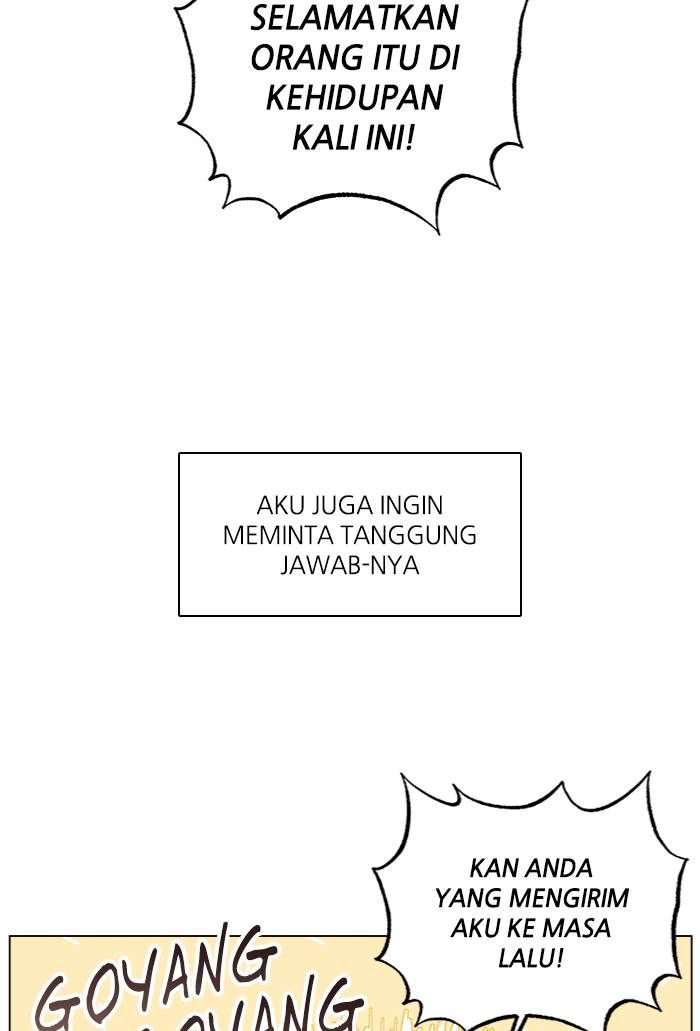 SELAMATKAN
ORANG ITU DI
KEHIDUPAN
KALI INI!
AKU JUGA INGIN
MEMINTA TANGGUNG
JAWAB-NYA
KAN ANDA
YANG MENGIRIM
AKU KE MASA
LALU!
GOYANG
GOYANG